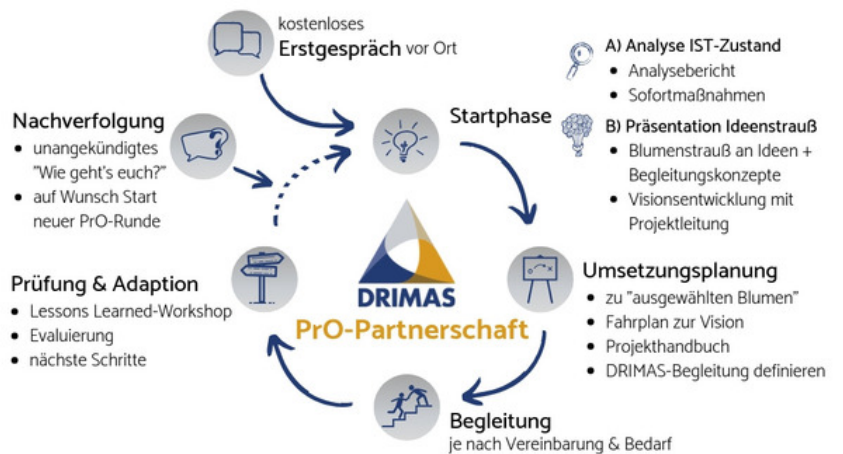 kostenloses
Erstgespräch vor Ort
Startphase
A) Analyse IST-Zustand
• Analysebericht
• Sofortmaßnahmen
B) Präsentation Ideenstrauß
• Blumenstrauß an Ideen +
Begleitungskonzepte
• Visionsentwicklung mit
Projektleitung
Umsetzungsplanung
• zu "ausgewählten Blumen"
• Fahrplan zur Vision
• Projekthandbuch
• DRIMAS-Begleitung definieren
Begleitung
je nach Vereinbarung & Bedarf
Prüfung & Adaption
• Lessons Learned-Workshop
• Evaluierung
• nächste Schritte
Nachverfolgung
• unangekündigtes
"Wie geht's euch?"
• auf Wunsch Start
neuer PrO-Runde
DRIMAS
PrO-Partnerschaft